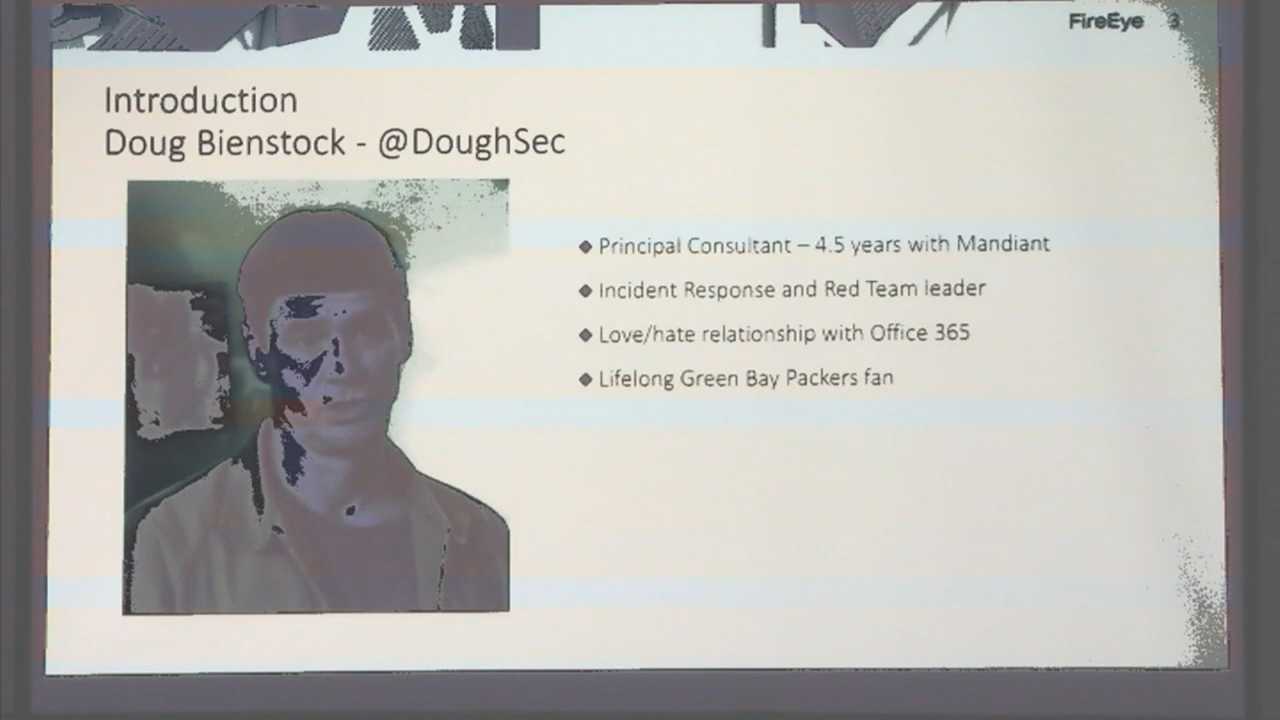 FireEye 3
Introduction
Doug Bienstock - @DoughSec
Principal Consultant – 4.5 years with Mandiant
Incident Response and Red Team leader
Love/hate relationship with Office 365
Lifelong Green Bay Packers fan